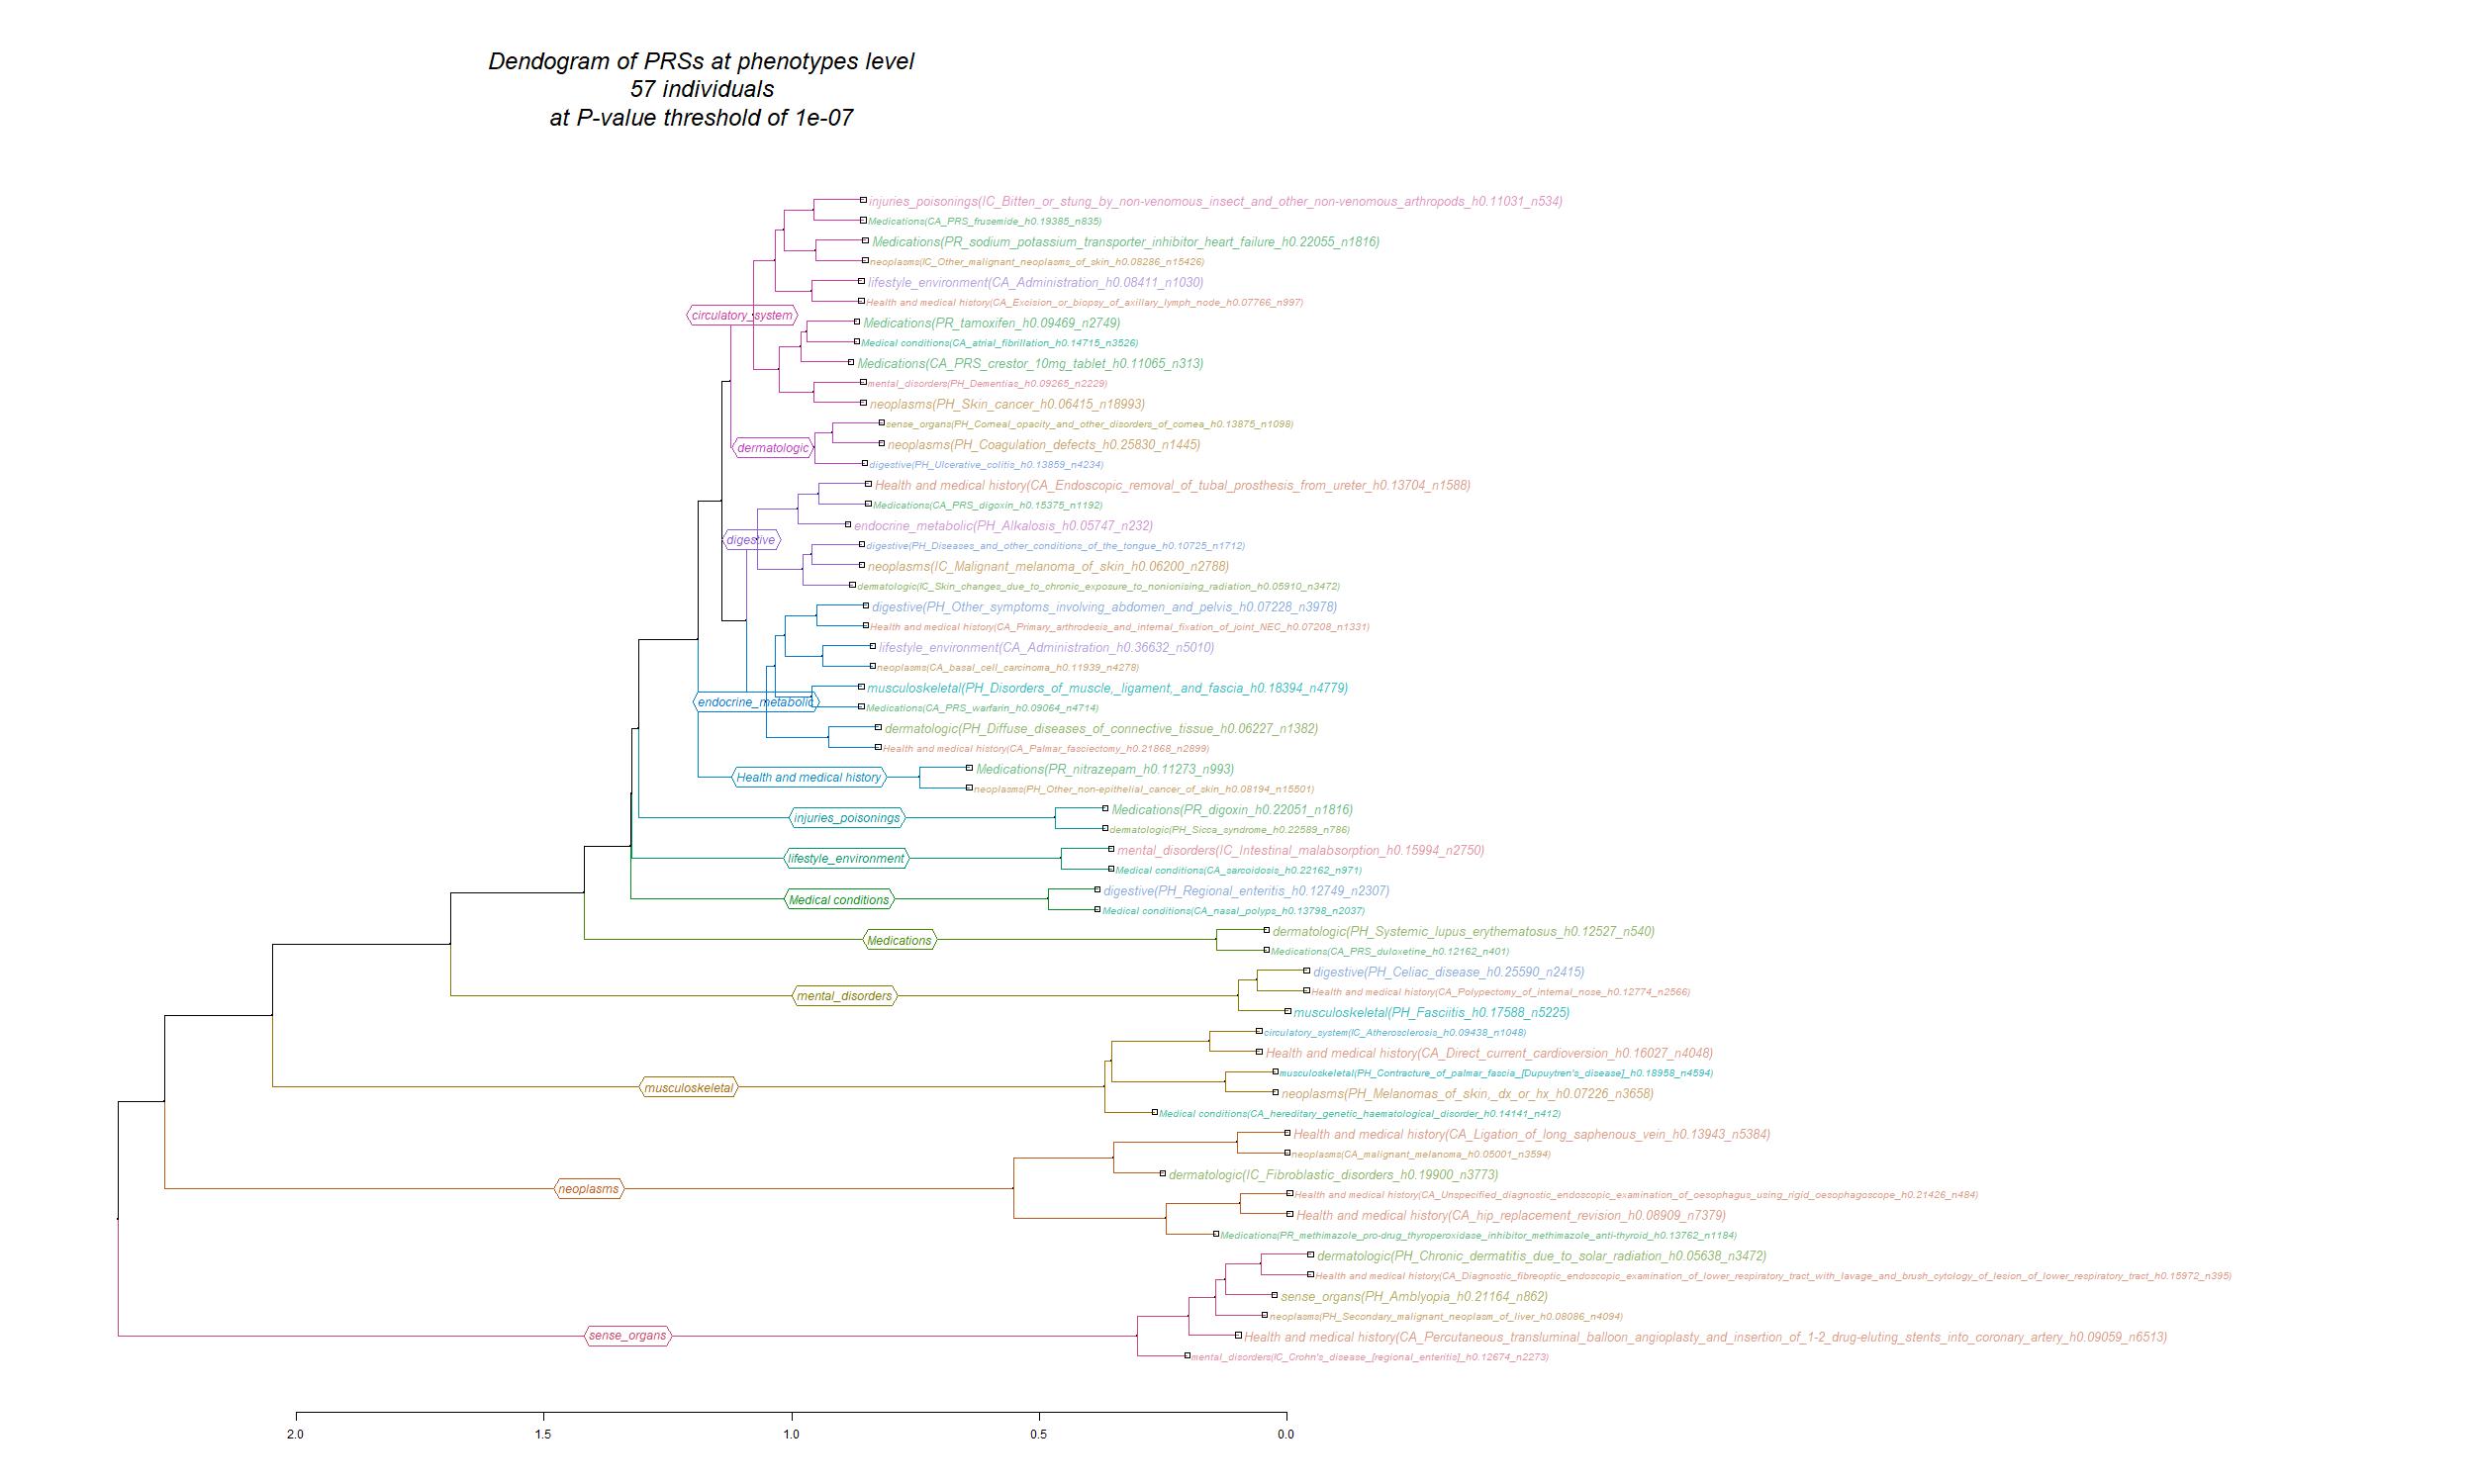 Dendogram of PRSs at phenotypes level
57 individuals
at P-value threshold of 1e-07
injuries_poisonings(IC_Bitten_or_stung_by_non-venomous_insect_and_other_non-venomous_arthropods_h0.11031_n534)
Medications(CA_PRS_frusemide_h0.19385_n835)
Medications(PR_sodium_potassium_transporter_inhibitor_heart_failure_h0.22055_n1816)
neoplasms(IC_Other_malignant_neoplasms_of_skin_h0.08286_n15426)
lifestyle_environment(CA_Administration_h0.08411_n1030)
Health and medical history(CA_Excision_or_biopsy_of_axillary_lymph_node_h0.07766_n997)
circulatory_system
Medications(PR_tamoxifen_h0.09469_n2749)
Medical conditions(CA_atrial_fibrillation_h0.14715_n3526)
Medications(CA_PRS_crestor_10mg_tablet_h0.11065_n313)
mental_disorders(PH_Dementias_h0.09265_n2229)
neoplasms(PH_Skin_cancer_h0.06415_n18993)
sense_organs(PH_Corneal_opacity_and_other_disorders_of_cornea_h0.13875_n1098)
neoplasms(PH_Coagulation_defects_h0.25830_n1445)
dermatologic
digestive(PH_Ulcerative_colitis_h0.13859_n4234)
Health and medical history(CA_Endoscopic_removal_of_tubal_prosthesis_from_ureter_h0.13704_n1588)
Medications(CA_PRS_digoxin_h0.15375_n1192)
endocrine_metabolic(PH_Alkalosis_h0.05747_n232)
digestive
digestive(PH_Diseases_and_other_conditions_of_the_tongue_h0.10725_n1712)
neoplasms(IC_Malignant_melanoma_of_skin_h0.06200_n2788)
dermatologic(IC_Skin_changes_due_to_chronic_exposure_to_nonionising_radiation_h0.05910_n3472)
digestive(PH_Other_symptoms_involving_abdomen_and_pelvis_h0.07228_n3978)
Health and medical history(CA_Primary_arthrodesis_and_internal_fixation_of_joint_NEC_h0.07208_n1331)
lifestyle_environment(CA_Administration_h0.36632_n5010)
neoplasms(CA_basal_cell_carcinoma_h0.11939_n4278)
musculoskeletal(PH_Disorders_of_muscle,_ligament,_and_fascia_h0.18394_n4779)
endocrine_metabolic
Medications(CA_PRS_warfarin_h0.09064_n4714)
dermatologic(PH_Diffuse_diseases_of_connective_tissue_h0.06227_n1382)
Health and medical history(CA_Palmar_fasciectomy_h0.21868_n2899)
Medications(PR_nitrazepam_h0.11273_n993)
Health and medical history
neoplasms(PH_Other_non-epithelial_cancer_of_skin_h0.08194_n15501)
Medications(PR_digoxin_h0.22051_n1816)
injuries_poisonings
dermatologic(PH_Sicca_syndrome_h0.22589_n786)
mental_disorders(IC_Intestinal_malabsorption_h0.15994_n2750)
lifestyle_environment
Medical conditions(CA_sarcoidosis_h0.22162_n971)
digestive(PH_Regional_enteritis_h0.12749_n2307)
Medical conditions
Medical conditions(CA_nasal_polyps_h0.13798_n2037)
dermatologic(PH_Systemic_lupus_erythematosus_h0.12527_n540)
Medications
Medications(CA_PRS_duloxetine_h0.12162_n401)
digestive(PH_Celiac_disease_h0.25590_n2415)
Health and medical history(CA_Polypectomy_of_internal_nose_h0.12774_n2566)
mental_disorders
musculoskeletal(PH_Fasciitis_h0.17588_n5225)
circulatory_system(IC_Atherosclerosis_h0.09438_n1048)
Health and medical history(CA_Direct_current_cardioversion_h0.16027_n4048)
musculoskeletal(PH_Contracture_of_palmar_fascia_[Dupuytren's_disease]_h0.18958_n4594)
musculoskeletal
neoplasms(PH_Melanomas_of_skin,_dx_or_hx_h0.07226_n3658)
Medical conditions(CA_hereditary_genetic_haematological_disorder_h0.14141_n412)
Health and medical history(CA_Ligation_of_long_saphenous_vein_h0.13943_n5384)
neoplasms(CA_malignant_melanoma_h0.05001_n3594)
dermatologic(IC_Fibroblastic_disorders_h0.19900_n3773)
neoplasms
Health and medical history(CA_Unspecified_diagnostic_endoscopic_examination_of_oesophagus_using_rigid_oesophagoscope_h0.21426_n484)
Health and medical history(CA_hip_replacement_revision_h0.08909_n7379)
Medications(PR_methimazole_pro-drug_thyroperoxidase_inhibitor_methimazole_anti-thyroid_h0.13762_n1184)
dermatologic(PH_Chronic_dermatitis_due_to_solar_radiation_h0.05638_n3472)
Health and medical history(CA_Diagnostic_fibreoptic_endoscopic_examination_of_lower_respiratory_tract_with_lavage_and_brush_cytology_of_lesion_of_lower_respiratory_tract_h0.15972_n395)
sense_organs(PH_Amblyopia_h0.21164_n862)
neoplasms(PH_Secondary_malignant_neoplasm_of_liver_h0.08086_n4094)
sense_organs
Health and medical history(CA_Percutaneous_transluminal_balloon_angioplasty_and_insertion_of_1-2_drug-eluting_stents_into_coronary_artery_h0.09059_n6513)
mental_disorders(IC_Crohn's_disease_[regional_enteritis]_h0.12674_n2273)
2.0 1.5 1.0 0.5 0.0